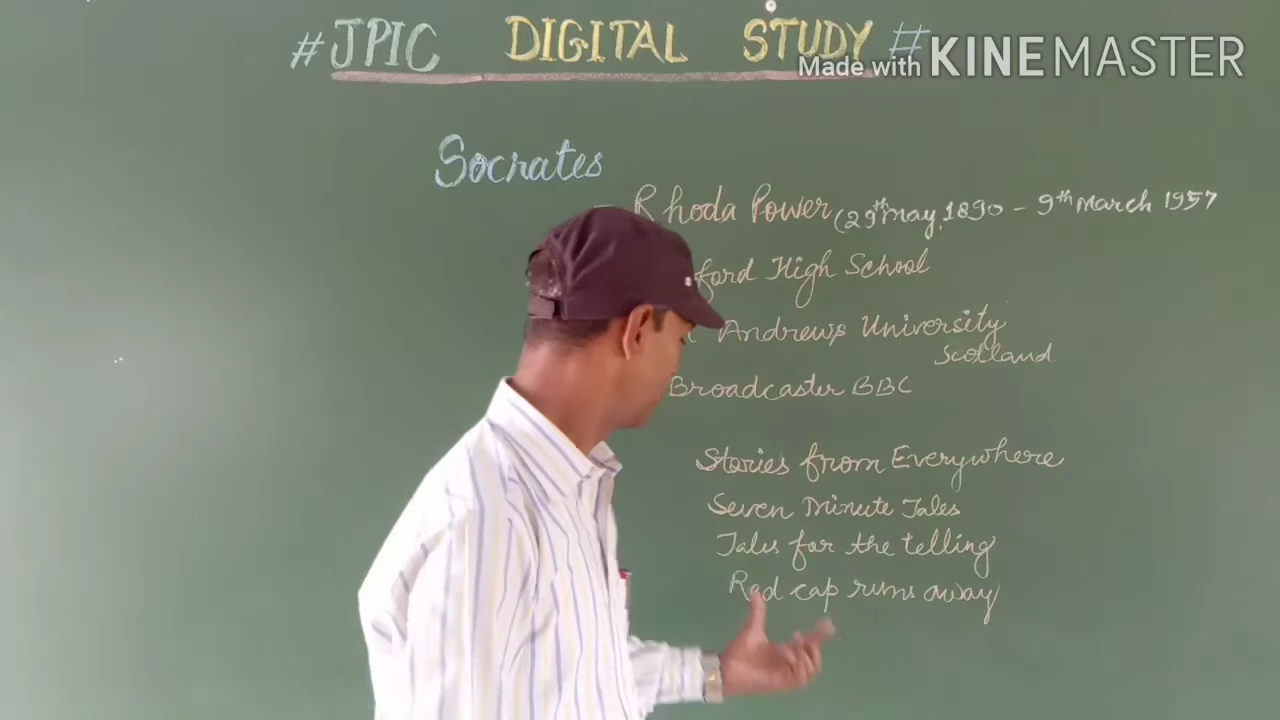 #JPIC DIGITAL STUDY #
Made with KINEMASTER
Socrates
- Rhoda Power (29th May, 1890 - 9th March 1957
High School
Andrews University
Scotland
Broadcaster BBC
Stories from Everywhere
Seven Minute Tales
Tales for the telling
Red cap runs away